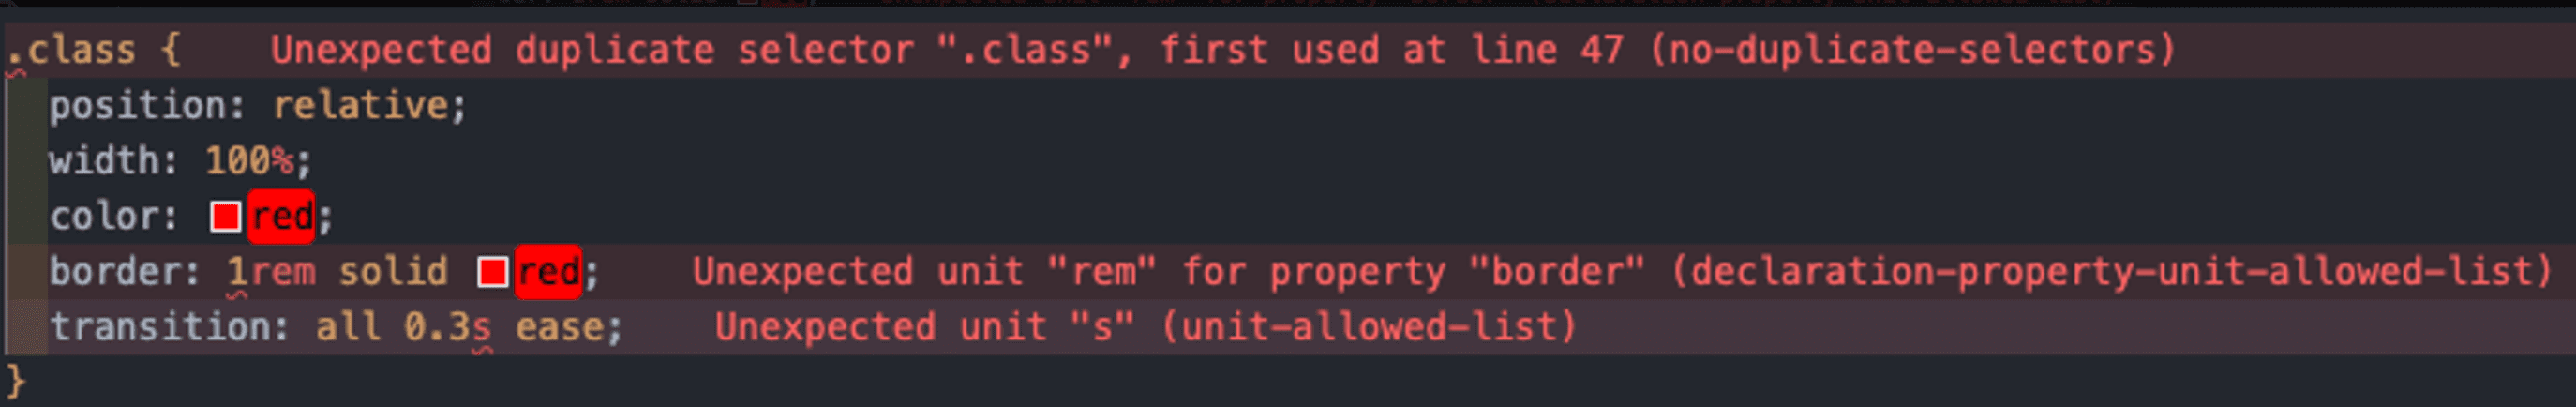 .class { Unexpected duplicate selector ".class", first used at line 47 (no-duplicate-selectors)
position: relative;
width: 100%;
color: red;
border: 1rem solid red; Unexpected unit "rem" for property "border" (declaration-property-unit-allowed-list)
transition: all 0.3s ease; Unexpected unit "s" (unit-allowed-list)
}